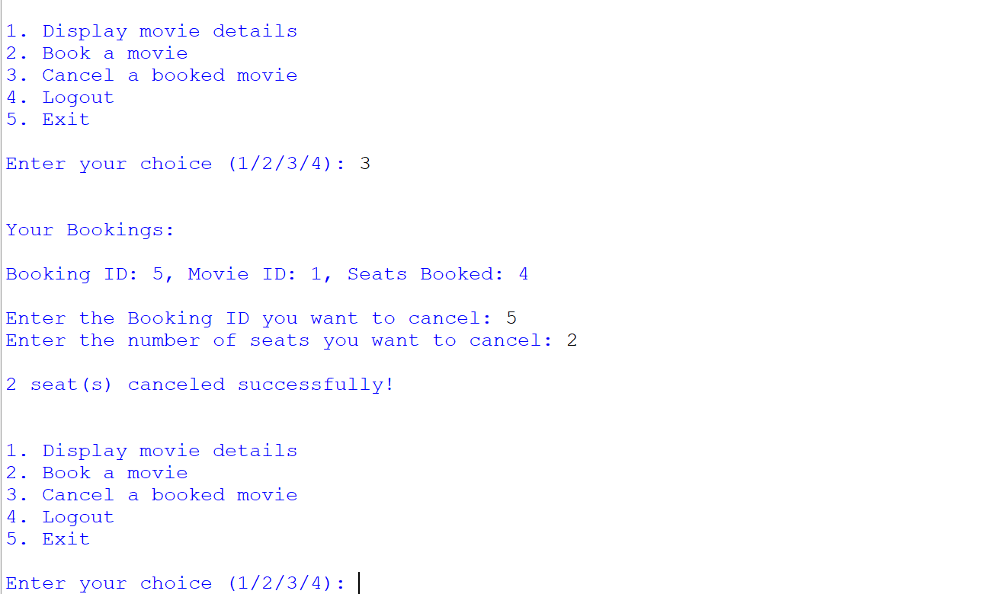 1. Display movie details
2. Book a movie
3. Cancel a booked movie
4. Logout
5. Exit
Enter your choice (1/2/3/4): 3
Your Bookings:
Booking ID: 5, Movie ID: 1, Seats Booked: 4
Enter the Booking ID you want to cancel: 5
Enter the number of seats you want to cancel: 2
2 seat(s) canceled successfully!
1. Display movie details
2. Book a movie
3. Cancel a booked movie
4. Logout
5. Exit
Enter your choice (1/2/3/4):